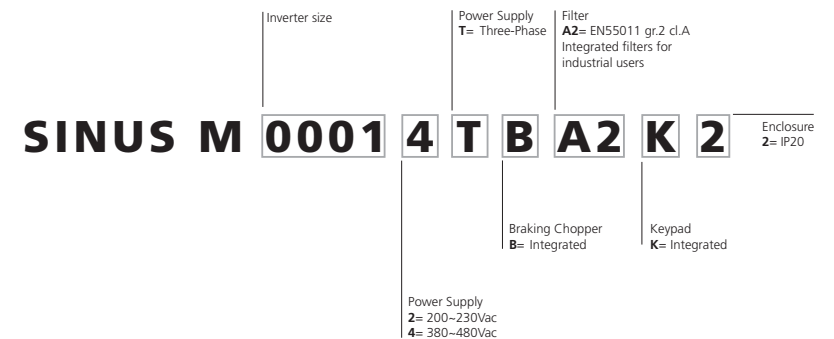 Inverter size
Power Supply
T= Three-Phase
Filter
A2= EN55011 gr.2 cl.A
Integrated filters for
industrial users
SINUS M 0001 4 T B A2 K 2
Enclosure
2= IP20
Braking Chopper
B= Integrated
Keypad
K= Integrated
Power Supply
2= 200~230Vac
4= 380~480Vac